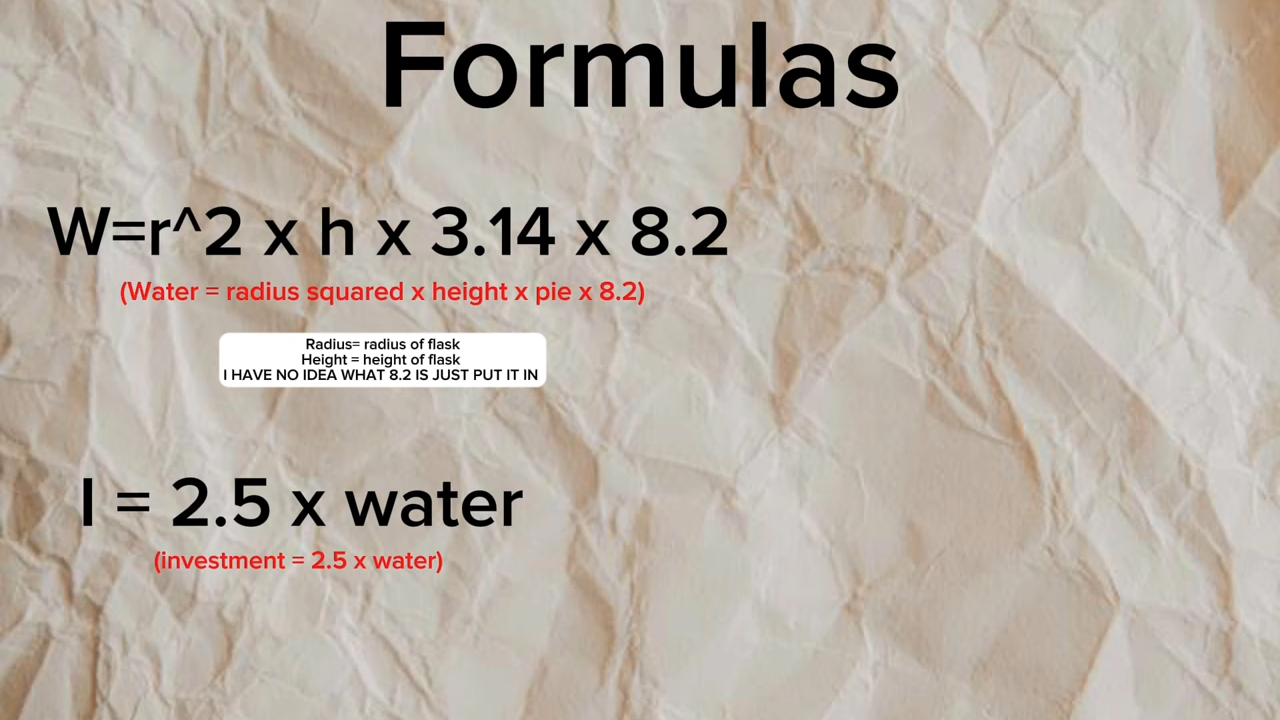 Formulas
W=r^2 x h x 3.14 x 8.2
(Water = radius squared x height x pie x 8.2)
Radius= radius of flask
Height = height of flask
I HAVE NO IDEA WHAT 8.2 IS JUST PUT IT IN
I = 2.5 x water
(investment = 2.5 x water)